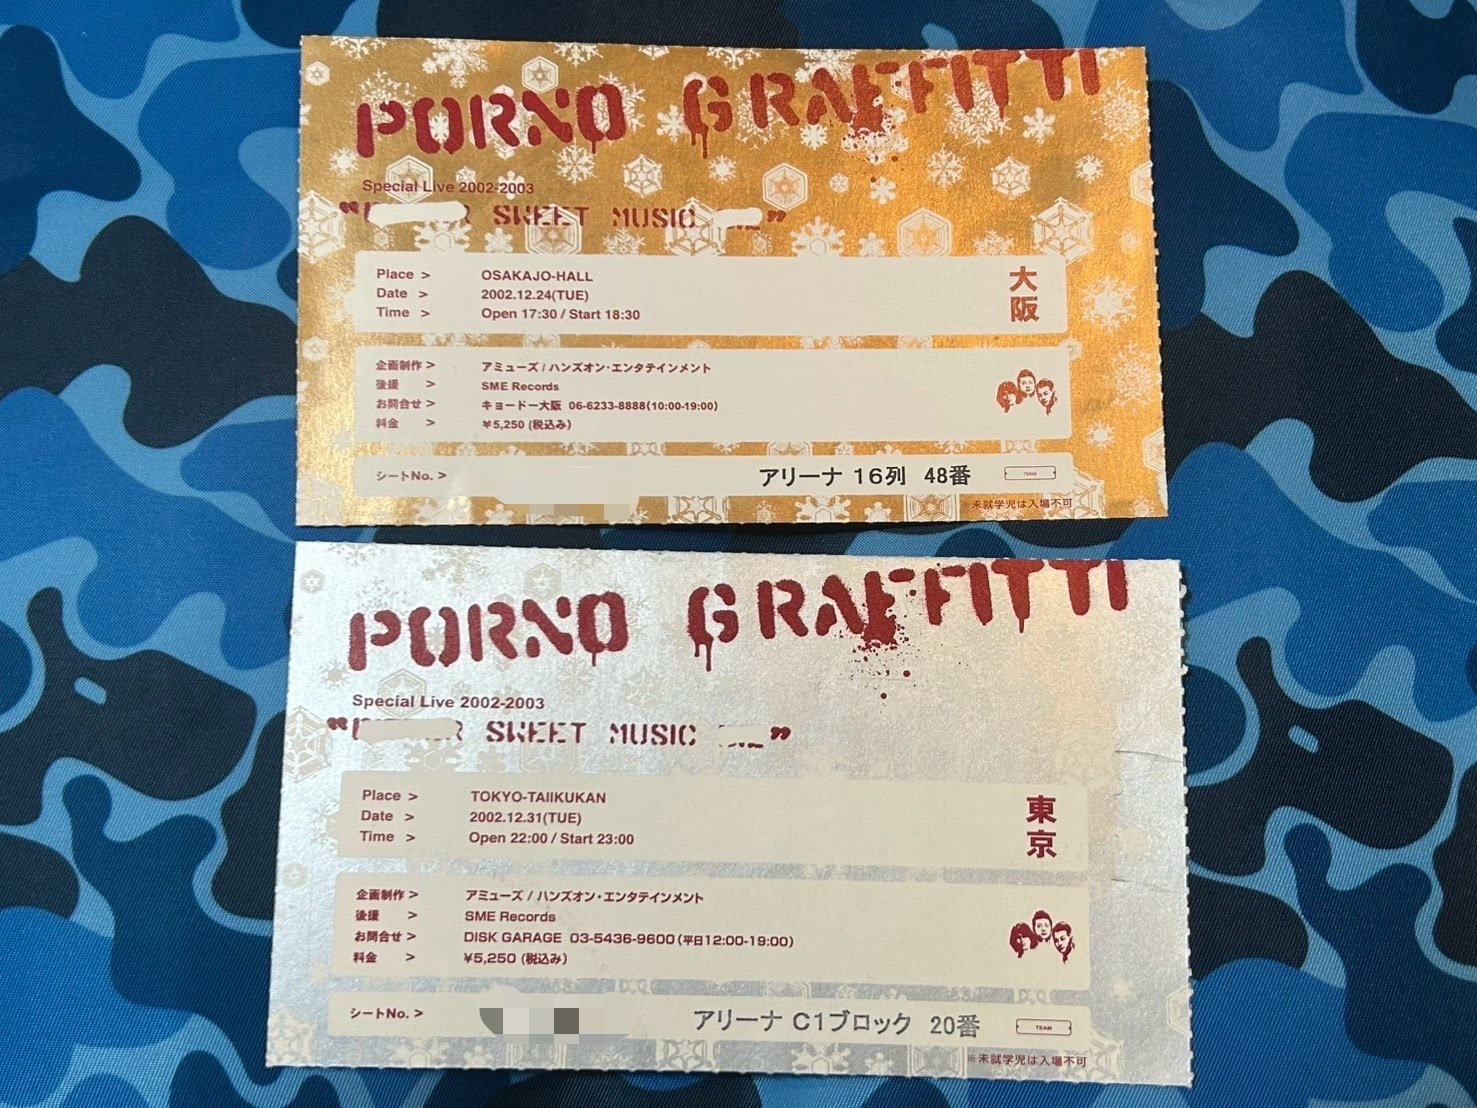 PORNO GRAFFITTI
Special Live 2002-2003
SWEET MUSIC
Place > OSAKAJO-HALL
Date > 2002.12.24(TUE)
Time > Open 17:30 / Start 18:30
大阪
企画制作 > アミューズ / ハンズオン・エンタテインメント
後援 > SME Records
お問合せ > キョードー大阪 06-6233-8888(10:00-19:00)
料金 > ¥5,250 (税込み)
シートNo. > アリーナ 16列 48番
TEAM
※未就学児は入場不可
PORNO GRAFFITTI
Special Live 2002-2003
SWEET MUSIC
Place > TOKYO-TAIIKUKAN
Date > 2002.12.31(TUE)
Time > Open 22:00 / Start 23:00
東京
企画制作 > アミューズ / ハンズオン・エンタテインメント
後援 > SME Records
お問合せ > DISK GARAGE 03-5436-9600(平日12:00-19:00)
料金 > ¥5,250 (税込み)
シートNo. > アリーナ C1ブロック 20番
TEAM
※未就学児は入場不可